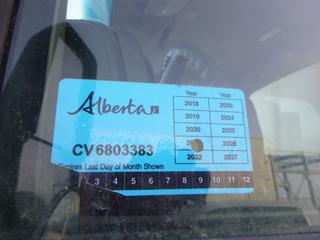 Alberta
Year Year
2018 2023
2019 2024
2020 2025
2026
2022 2027
CV6803383
Expires Last Day of Month Shown
3 4 5 6 7 8 9 10 11 12